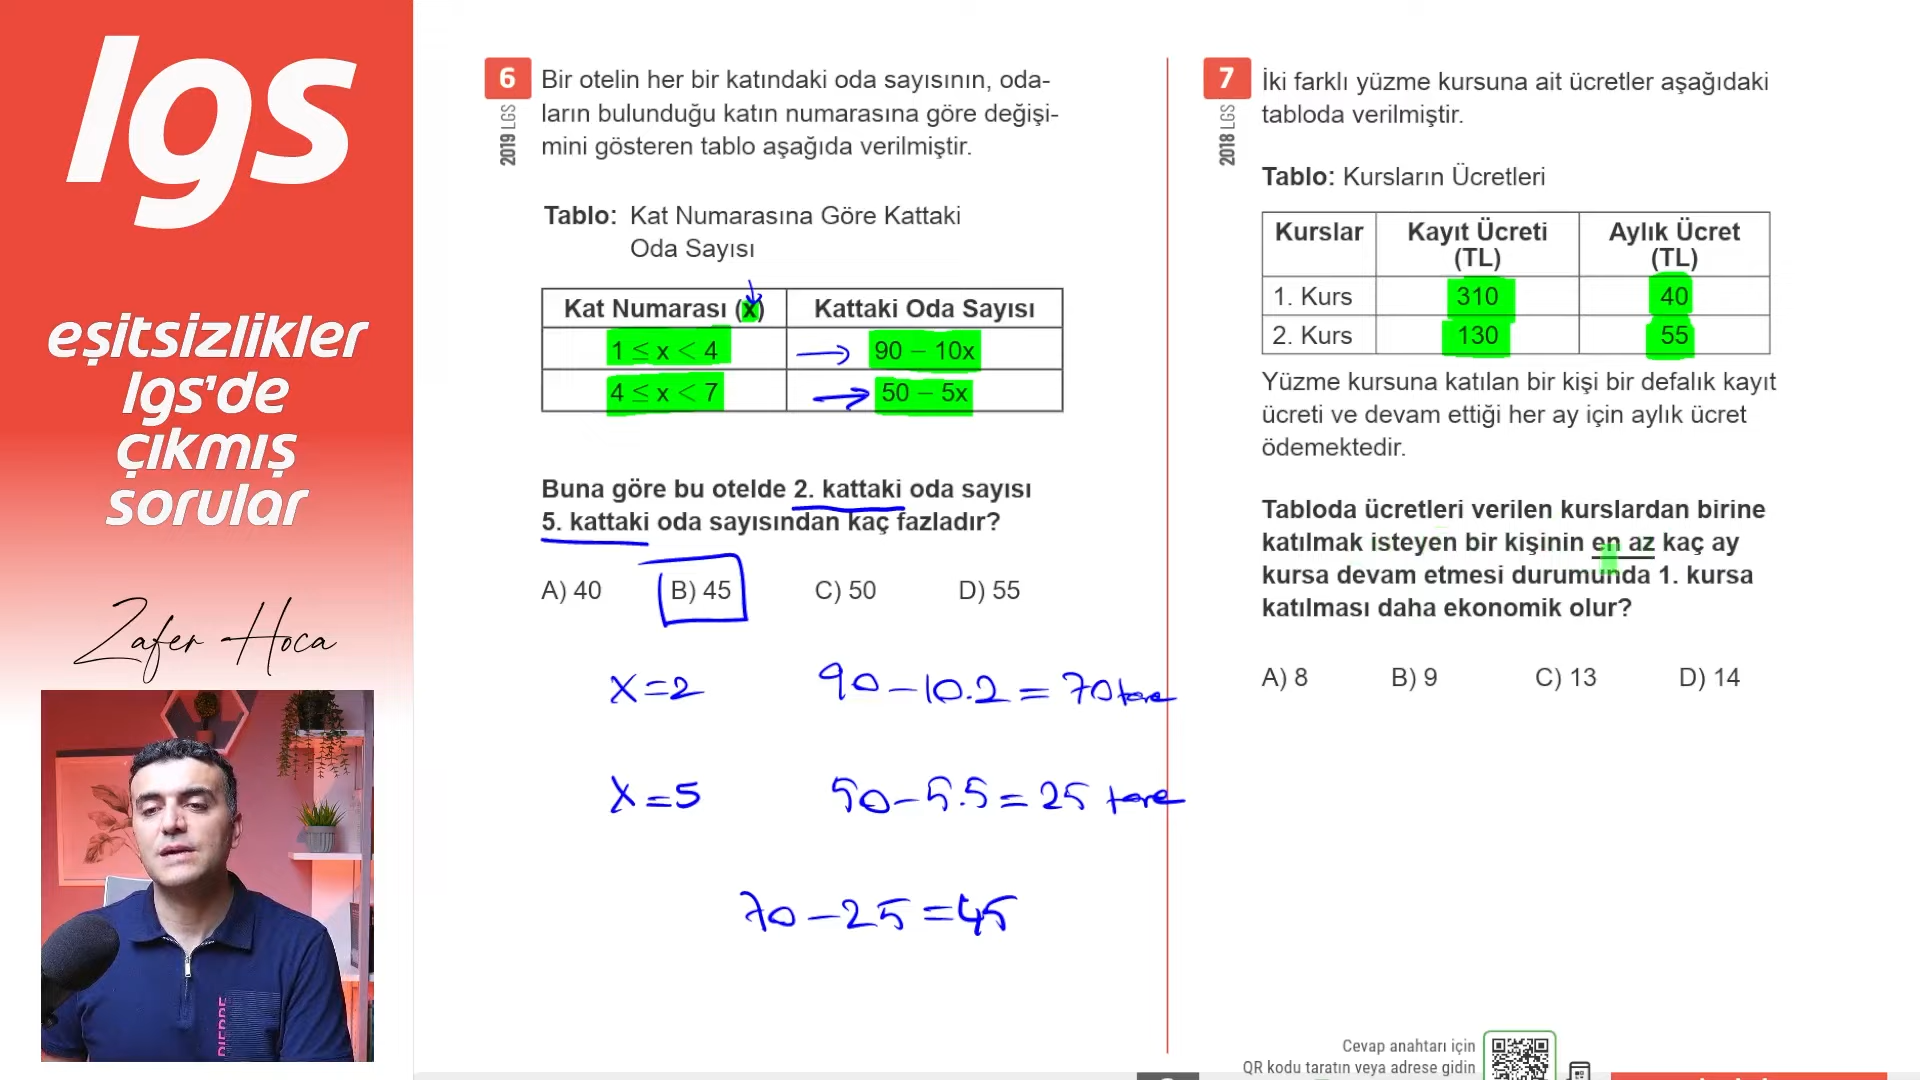 lgs
eşitsizlikler
lgs'de
çıkmış
sorular
Zafer Hoca
6
2019 LGS
Bir otelin her bir katındaki oda sayısının, oda-
ların bulunduğu katın numarasına göre değişi-
mini gösteren tablo aşağıda verilmiştir.
Tablo: Kat Numarasına Göre Kattaki
Oda Sayısı
Kat Numarası (x) Kattaki Oda Sayısı
1 ≤ x < 4 90 − 10x
4 ≤ x < 7 50 − 5x
Buna göre bu otelde 2. kattaki oda sayısı
5. kattaki oda sayısından kaç fazladır?
A) 40 B) 45 C) 50 D) 55
x=2 90-10.2=70 tane
x=5 50-5.5=25 tane
70-25=45
7
2018 LGS
İki farklı yüzme kursuna ait ücretler aşağıdaki
tabloda verilmiştir.
Tablo: Kursların Ücretleri
Kurslar Kayıt Ücreti (TL) Aylık Ücret (TL)
1. Kurs 310 40
2. Kurs 130 55
Yüzme kursuna katılan bir kişi bir defalık kayıt
ücreti ve devam ettiği her ay için aylık ücret
ödemektedir.
Tabloda ücretleri verilen kurslardan birine
katılmak isteyen bir kişinin en az kaç ay
kursa devam etmesi durumunda 1. kursa
katılması daha ekonomik olur?
A) 8 B) 9 C) 13 D) 14
Cevap anahtarı için
QR kodu taratın veya adrese gidin